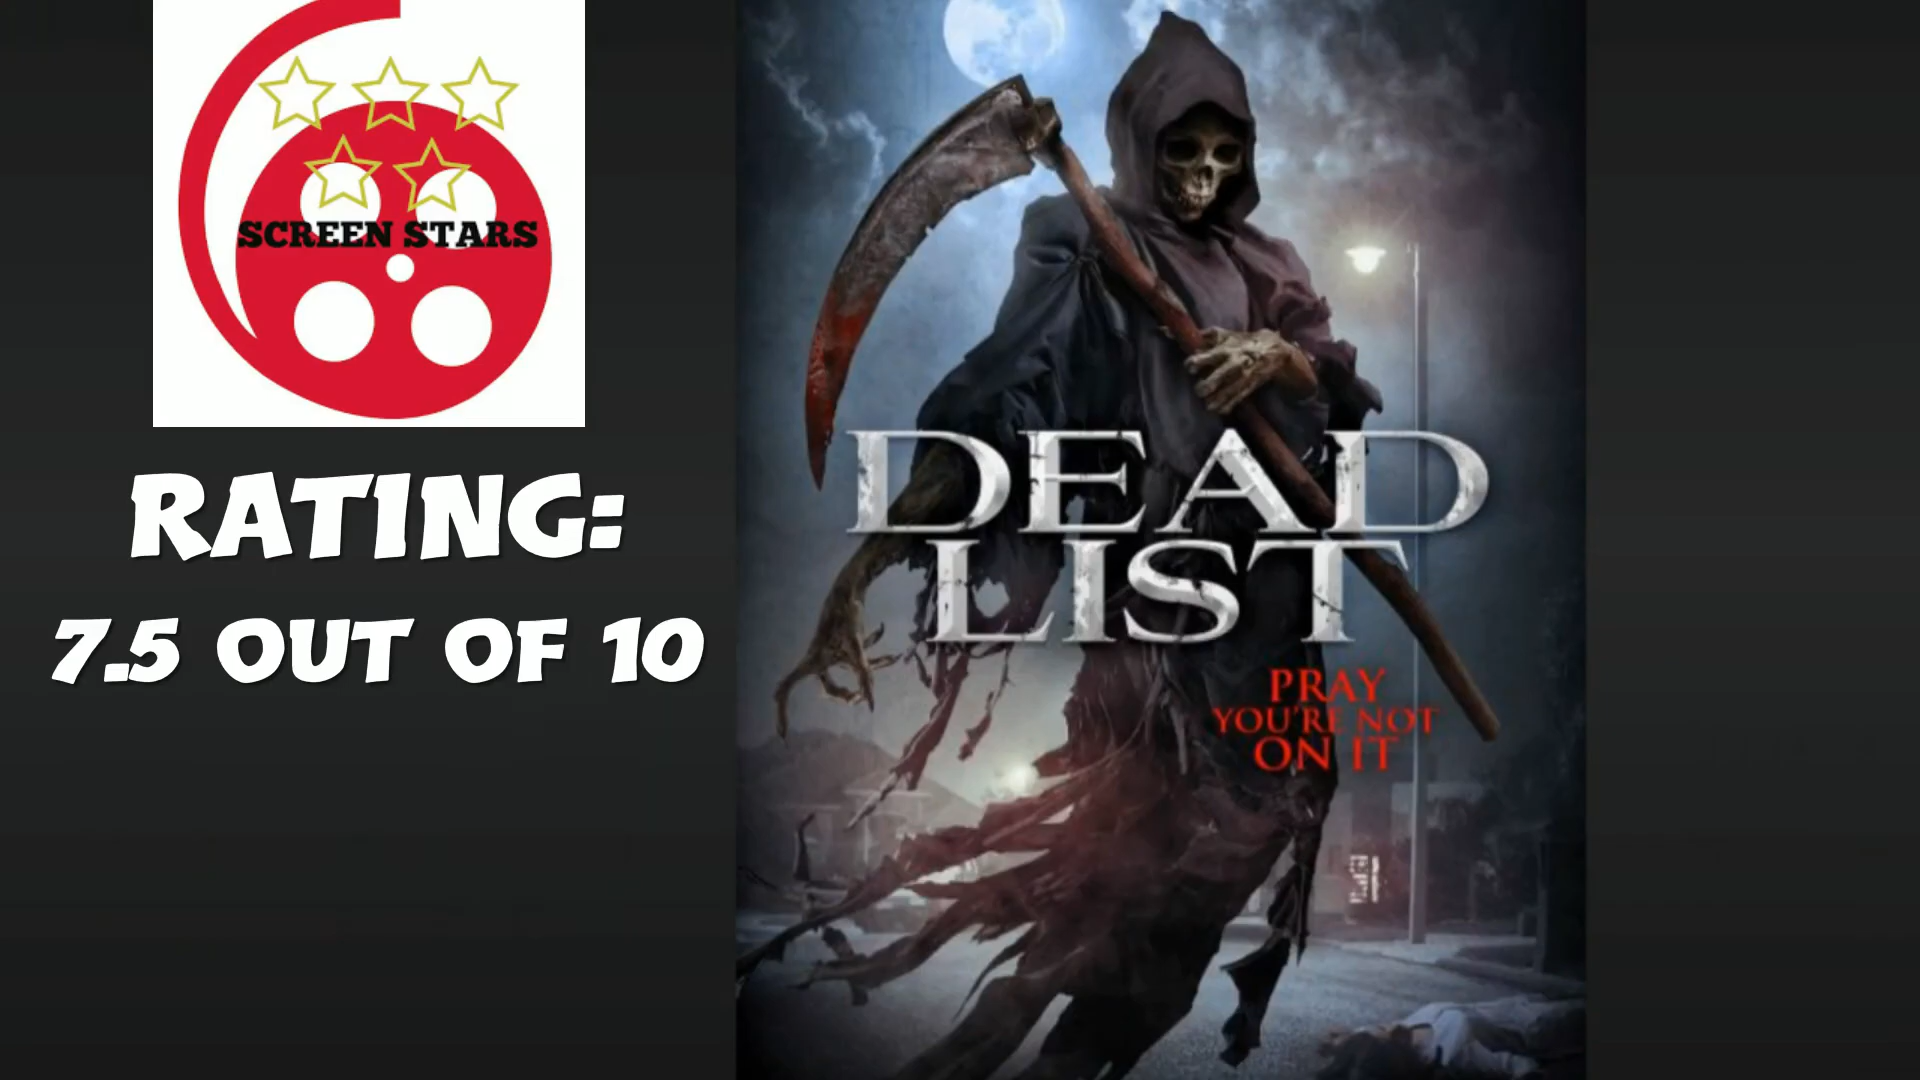 SCREEN STARS
RATING:
7.5 OUT OF 10
DEAD
LIST
PRAY
YOU'RE NOT
ON IT